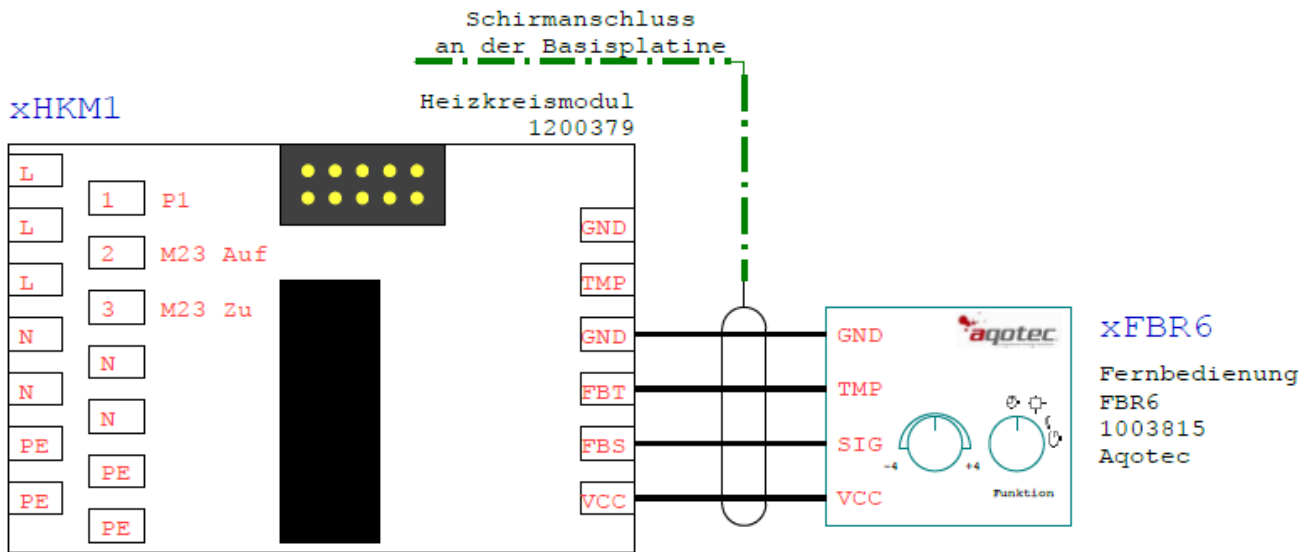 Schirmanschluss
an der Basisplatine
xHKM1
Heizkreismodul
1200379
L
1 P1
L
GND
2 M23 Auf
L
TMP
3 M23 Zu
N
GND
N
N
FBT
N
PE
FBS
PE
PE
VCC
PE
GND
TMP
SIG
VCC
aqotec
-4
+4
Funktion
xFBR6
Fernbedienung
FBR6
1003815
Aqotec